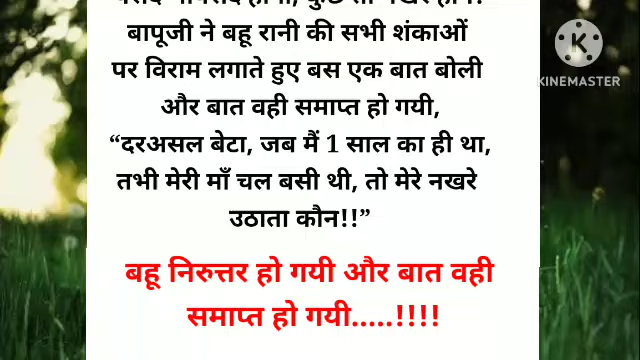 बापूजी ने बहू रानी की सभी शंकाओं
पर विराम लगाते हुए बस एक बात बोली
और बात वही समाप्त हो गयी,
“दरअसल बेटा, जब मैं 1 साल का ही था,
तभी मेरी माँ चल बसी थी, तो मेरे नखरे
उठाता कौन!!”
बहू निरुत्तर हो गयी और बात वही
समाप्त हो गयी.....!!!!
KINEMASTER